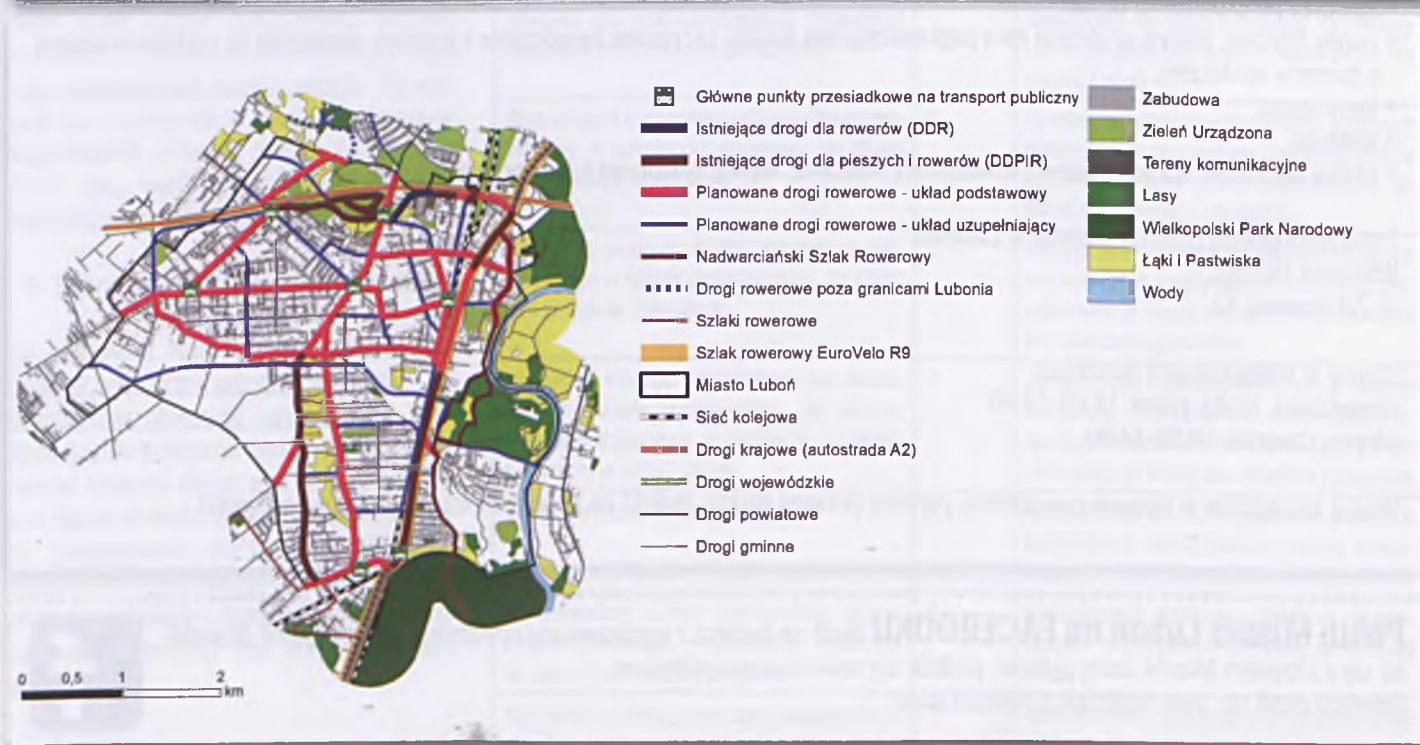 Główne punkty przesiadkowe na transport publiczny
Istniejące drogi dla rowerów (DDR)
Istniejące drogi dla pieszych i rowerów (DDPIR)
Planowane drogi rowerowe - układ podstawowy
Planowane drogi rowerowe - układ uzupełniający
Nadwarciański Szlak Rowerowy
Drogi rowerowe poza granicami Lubonia
Szlaki rowerowe
Szlak rowerowy EuroVelo R9
Miasto Luboń
Sieć kolejowa
Drogi krajowe (autostrada A2)
Drogi wojewódzkie
Drogi powiatowe
Drogi gminne
Zabudowa
Zieleń Urządzona
Tereny komunikacyjne
Lasy
Wielkopolski Park Narodowy
Łąki i Pastwiska
Wody
0 0,5 1 2
km